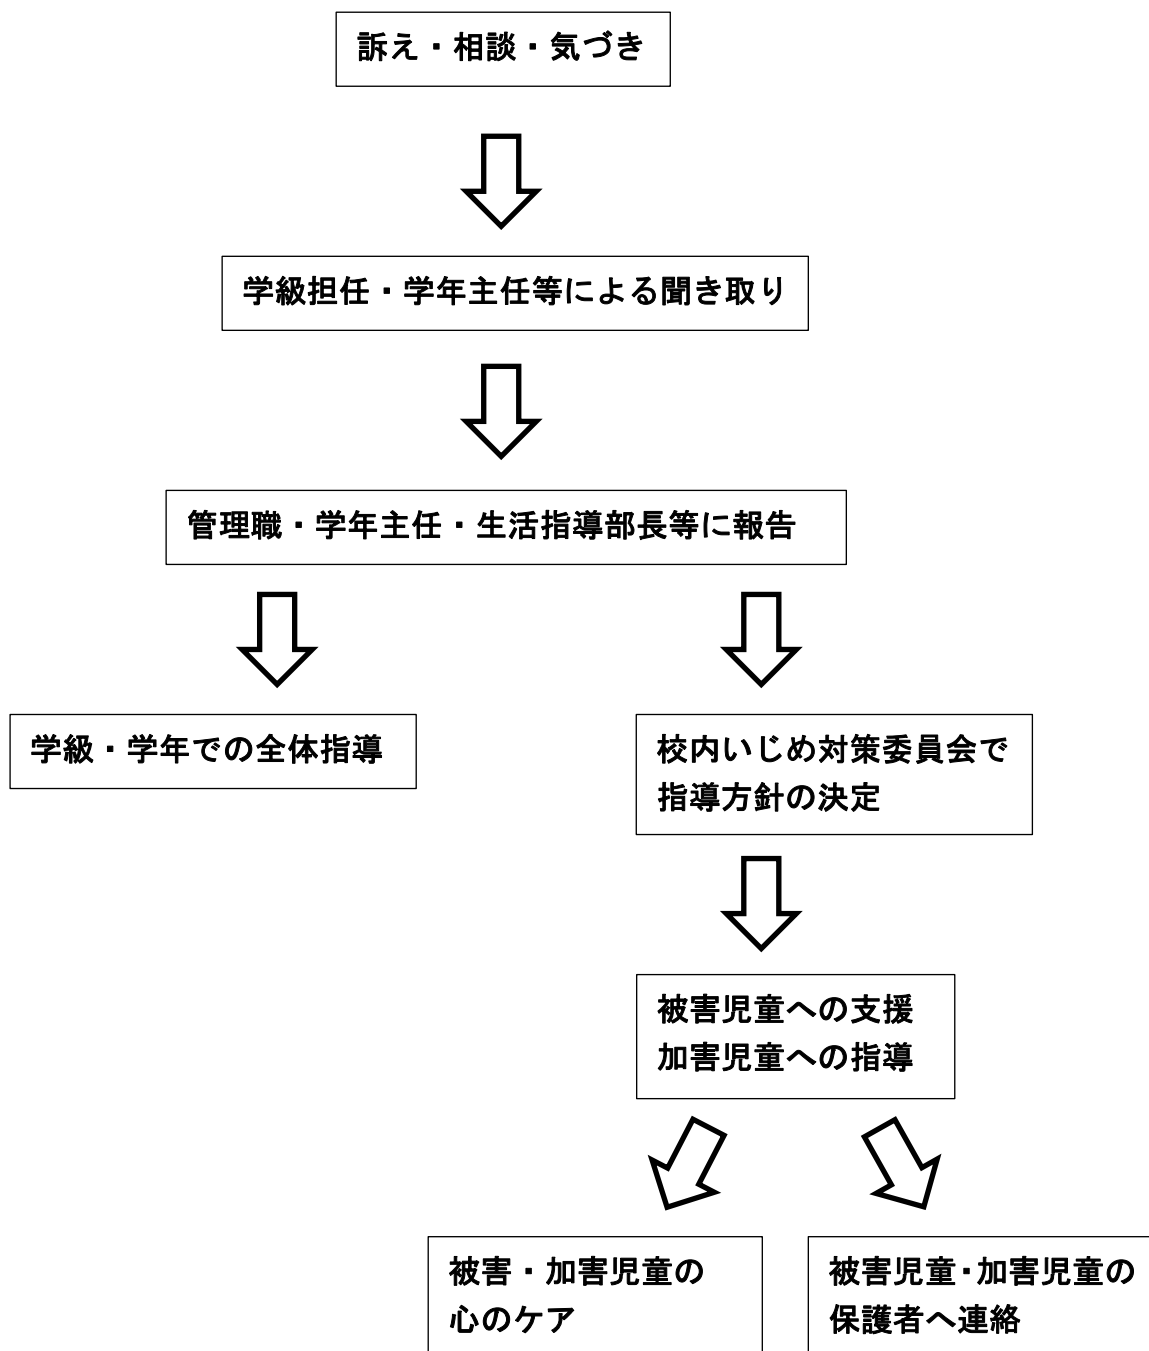 訴え・相談・気づき
学級担任・学年主任等による聞き取り
管理職・学年主任・生活指導部長等に報告
学級・学年での全体指導
校内いじめ対策委員会で
指導方針の決定
被害児童への支援
加害児童への指導
被害・加害児童の
心のケア
被害児童・加害児童の
保護者へ連絡